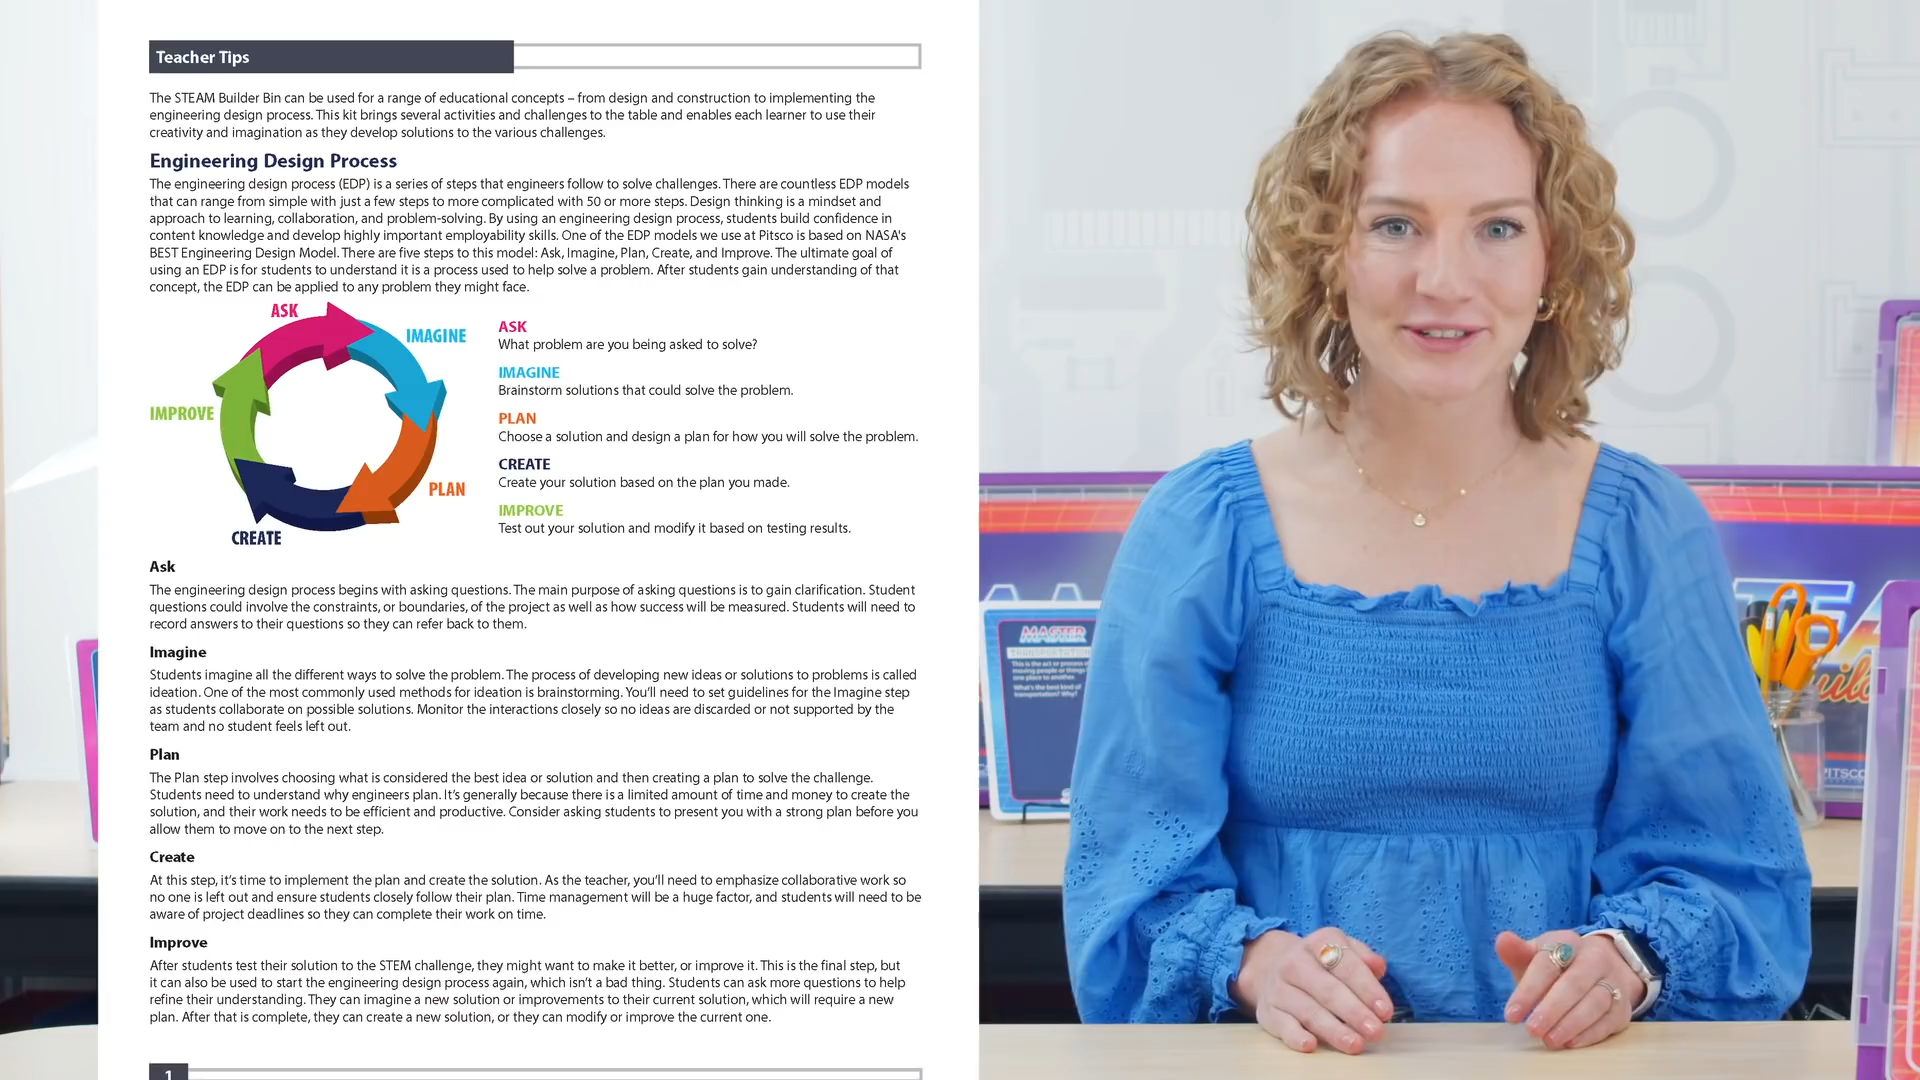 Teacher Tips
The STEAM Builder Bin can be used for a range of educational concepts – from design and construction to implementing the
engineering design process. This kit brings several activities and challenges to the table and enables each learner to use their
creativity and imagination as they develop solutions to the various challenges.
Engineering Design Process
The engineering design process (EDP) is a series of steps that engineers follow to solve challenges. There are countless EDP models
that can range from simple with just a few steps to more complicated with 50 or more steps. Design thinking is a mindset and
approach to learning, collaboration, and problem-solving. By using an engineering design process, students build confidence in
content knowledge and develop highly important employability skills. One of the EDP models we use at Pitsco is based on NASA's
BEST Engineering Design Model. There are five steps to this model: Ask, Imagine, Plan, Create, and Improve. The ultimate goal of
using an EDP is for students to understand it is a process used to help solve a problem. After students gain understanding of that
concept, the EDP can be applied to any problem they might face.
ASK
IMAGINE
PLAN
CREATE
IMPROVE
ASK
What problem are you being asked to solve?
IMAGINE
Brainstorm solutions that could solve the problem.
PLAN
Choose a solution and design a plan for how you will solve the problem.
CREATE
Create your solution based on the plan you made.
IMPROVE
Test out your solution and modify it based on testing results.
Ask
The engineering design process begins with asking questions. The main purpose of asking questions is to gain clarification. Student
questions could involve the constraints, or boundaries, of the project as well as how success will be measured. Students will need to
record answers to their questions so they can refer back to them.
Imagine
Students imagine all the different ways to solve the problem. The process of developing new ideas or solutions to problems is called
ideation. One of the most commonly used methods for ideation is brainstorming. You'll need to set guidelines for the Imagine step
as students collaborate on possible solutions. Monitor the interactions closely so no ideas are discarded or not supported by the
team and no student feels left out.
Plan
The Plan step involves choosing what is considered the best idea or solution and then creating a plan to solve the challenge.
Students need to understand why engineers plan. It's generally because there is a limited amount of time and money to create the
solution, and their work needs to be efficient and productive. Consider asking students to present you with a strong plan before you
allow them to move on to the next step.
Create
At this step, it's time to implement the plan and create the solution. As the teacher, you'll need to emphasize collaborative work so
no one is left out and ensure students closely follow their plan. Time management will be a huge factor, and students will need to be
aware of project deadlines so they can complete their work on time.
Improve
After students test their solution to the STEM challenge, they might want to make it better, or improve it. This is the final step, but
it can also be used to start the engineering design process again, which isn't a bad thing. Students can ask more questions to help
refine their understanding. They can imagine a new solution or improvements to their current solution, which will require a new
plan. After that is complete, they can create a new solution, or they can modify or improve the current one.
1
MASTER
TRANSPORTATION
This is the act or process
moving people or things
one place to another.
What's the best kind of
transportation? Why?
PITSCO